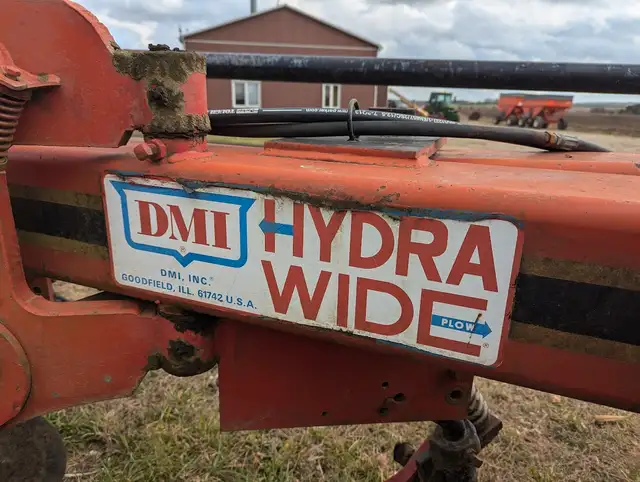 DMI
®
DMI, INC.
GOODFIELD, ILL. 61742 U.S.A.
HYDRA
WIDE
PLOW
®